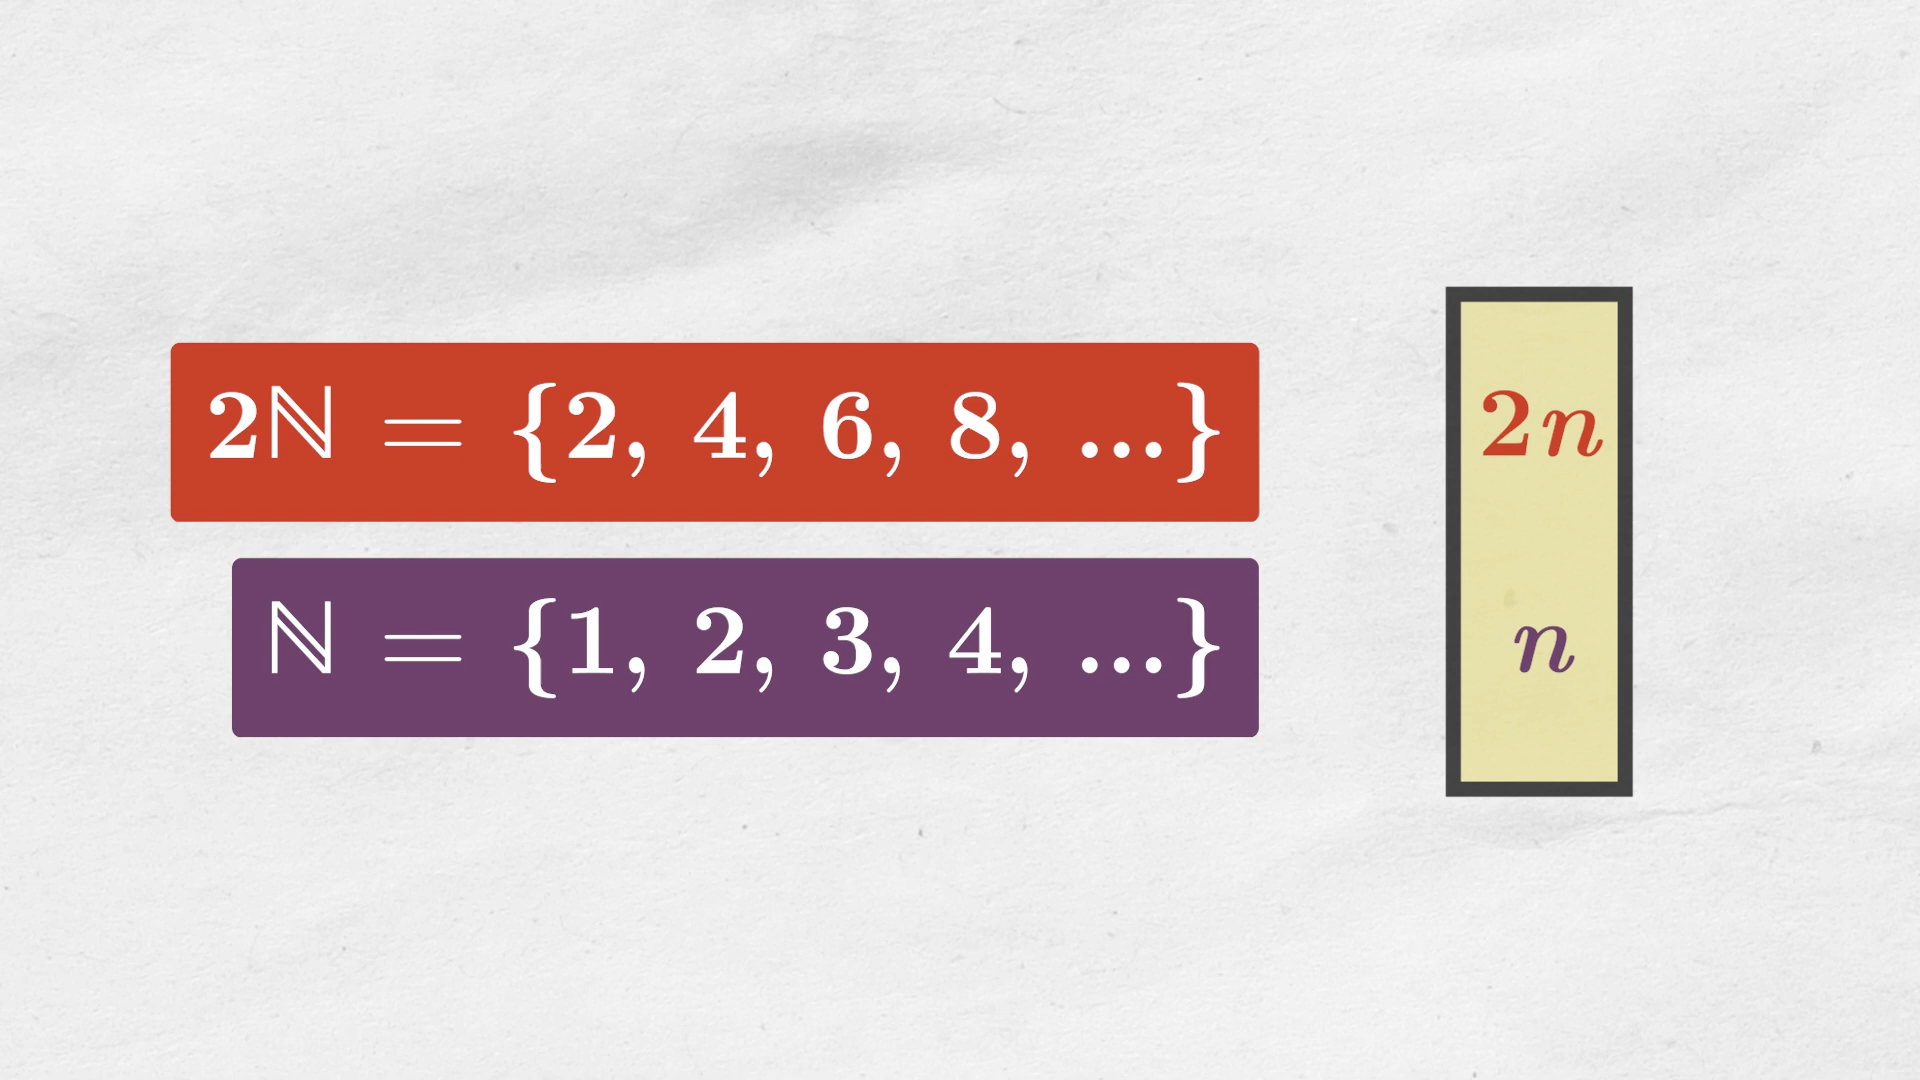 2ℕ = {2, 4, 6, 8, ...}
ℕ = {1, 2, 3, 4, ...}
2n
n